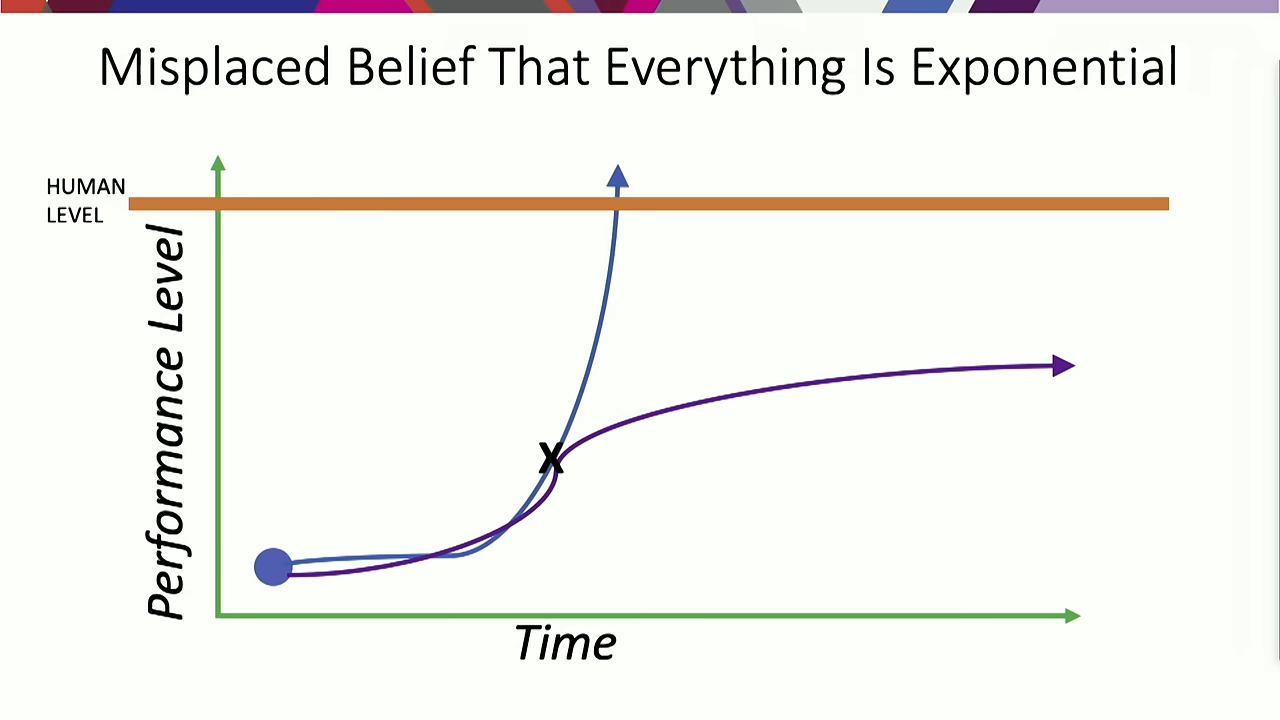 Misplaced Belief That Everything Is Exponential
HUMAN
LEVEL
Performance Level
X
Time